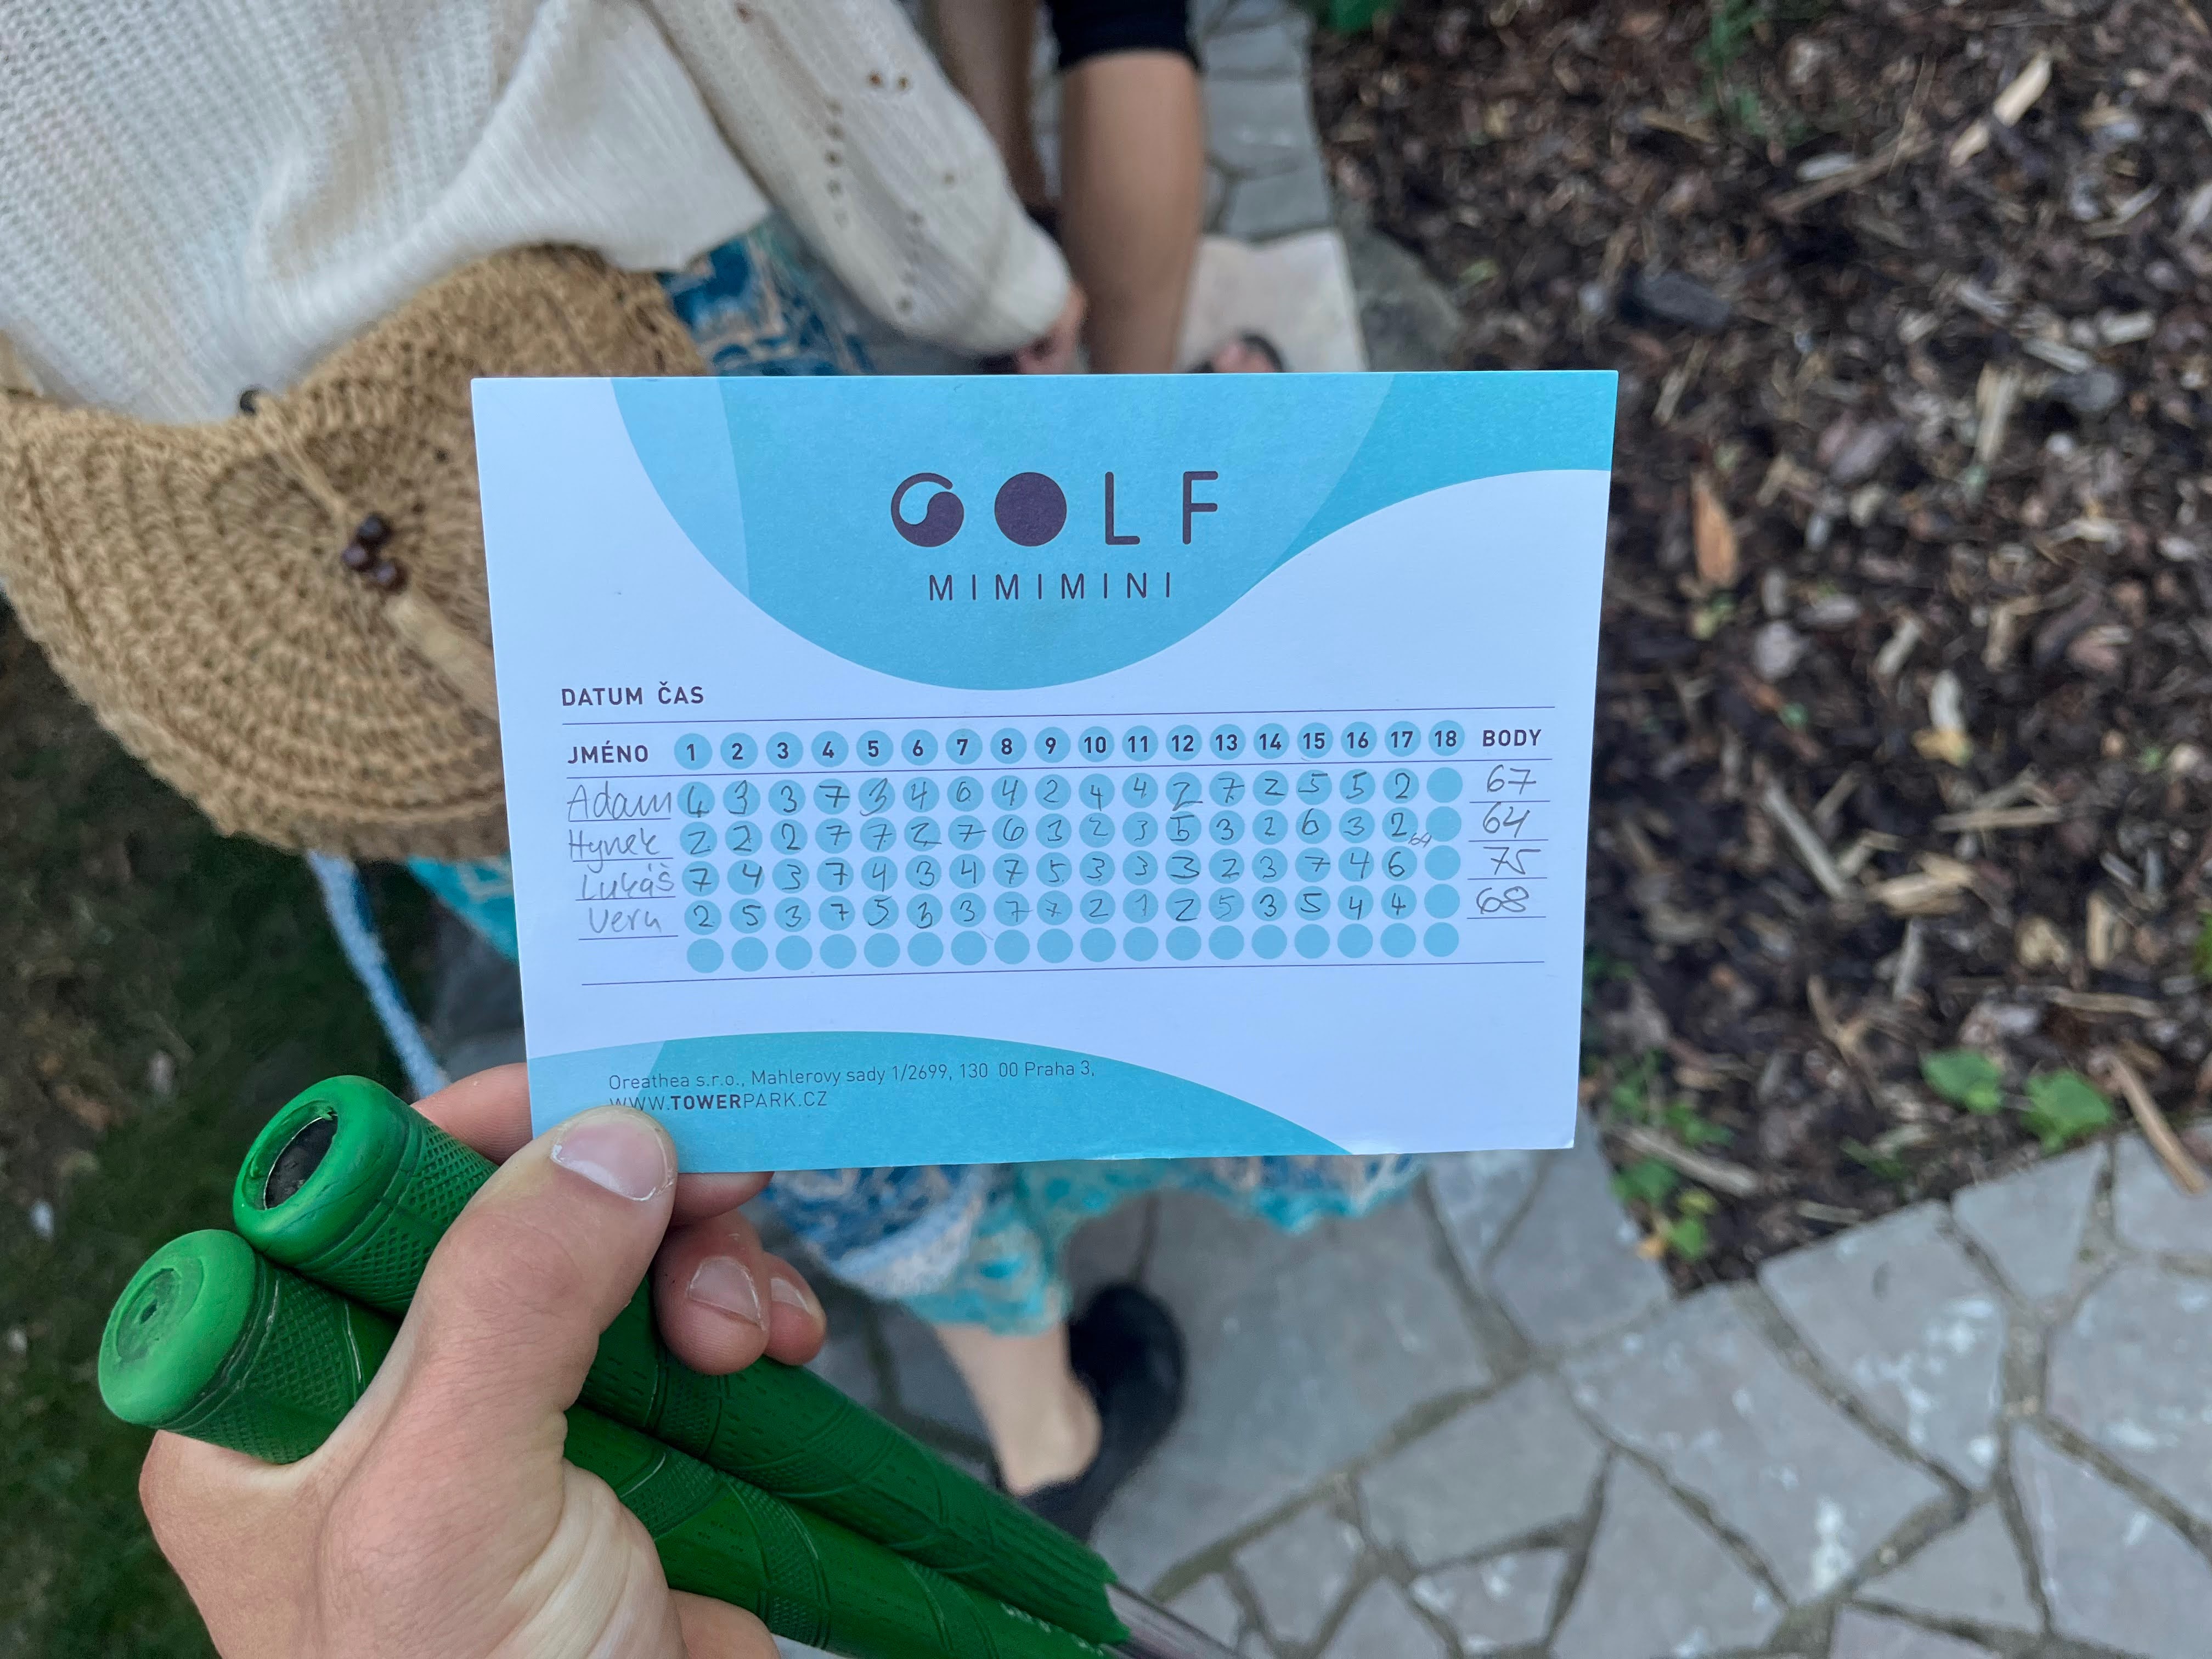 GOLF
MIMIMINI
DATUM ČAS
JMÉNO 1 2 3 4 5 6 7 8 9 10 11 12 13 14 15 16 17 18 BODY
Adam 4 3 3 7 3 4 6 4 2 4 4 2 7 2 5 5 2 67
Hynek 2 2 2 7 7 2 7 6 3 2 3 5 3 2 6 3 2 64 64
Lukáš 7 4 3 7 4 3 4 7 5 3 3 3 2 3 7 4 6 75
Veru 2 5 3 7 5 3 3 7 7 2 1 2 5 3 5 4 4 68
Oreathea s.r.o., Mahlerovy sady 1/2699, 130 00 Praha 3,
WWW.TOWERPARK.CZ